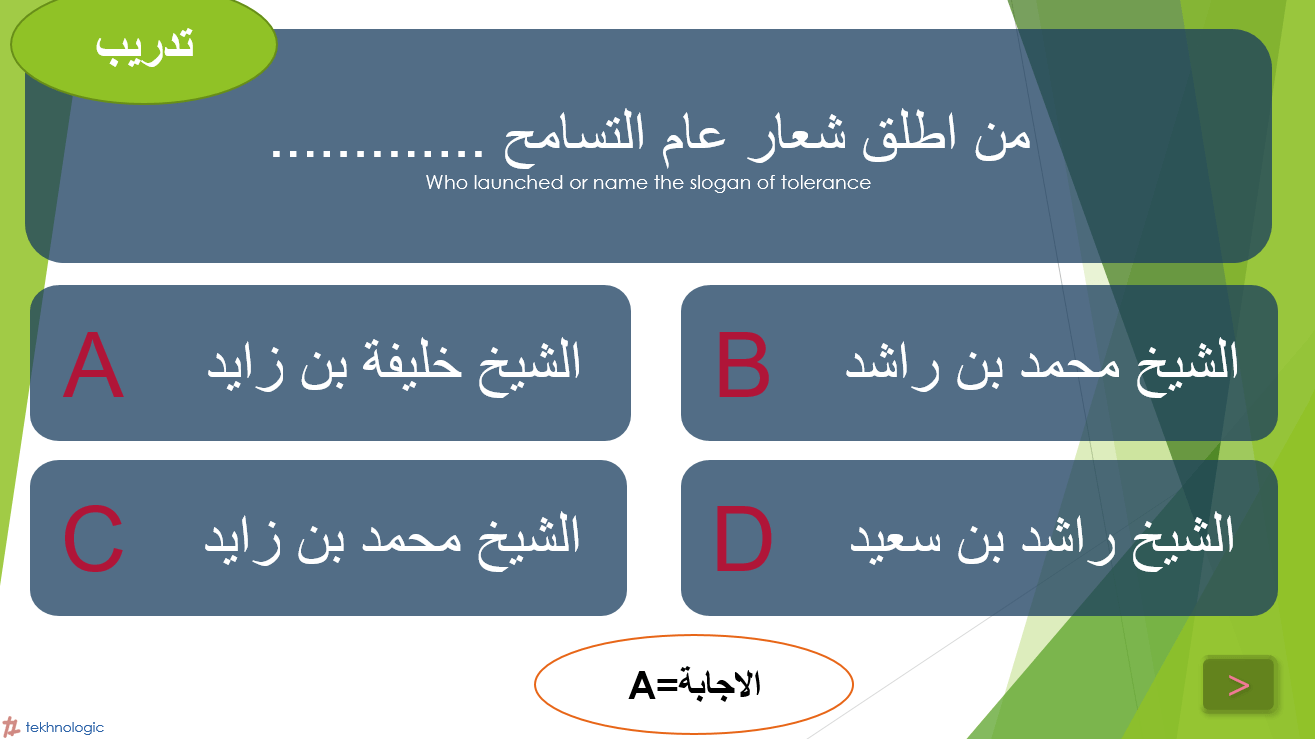 تدريب
من اطلق شعار عام التسامح .............
Who launched or name the slogan of tolerance
A الشيخ خليفة بن زايد
B الشيخ محمد بن راشد
C الشيخ محمد بن زايد
D الشيخ راشد بن سعيد
الاجابة=A
>
tekhnologic